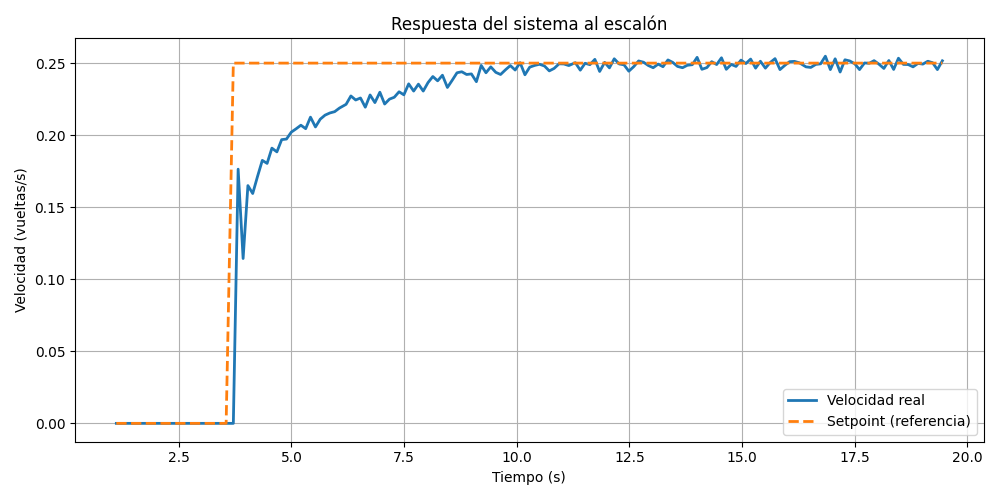 Respuesta del sistema al escalón
Velocidad (vueltas/s)
0.25
0.20
0.15
0.10
0.05
0.00
2.5 5.0 7.5 10.0 12.5 15.0 17.5 20.0
Tiempo (s)
Velocidad real
Setpoint (referencia)